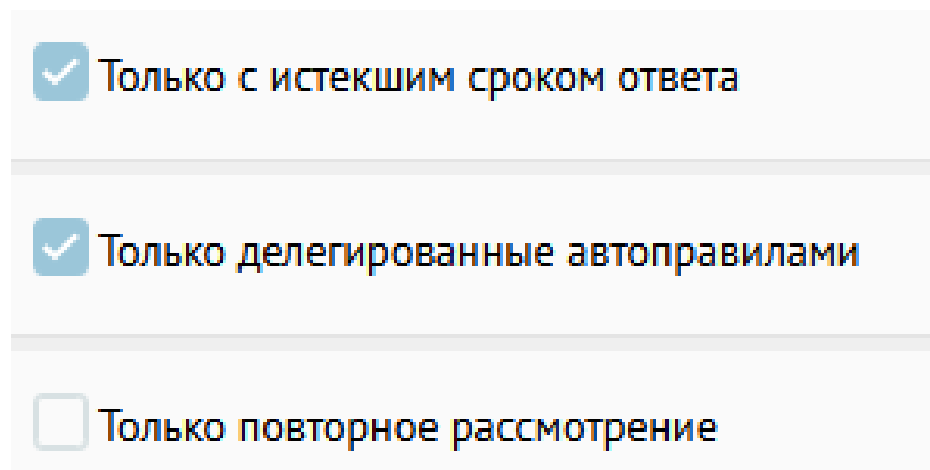 Только с истекшим сроком ответа
Только делегированные автоправилами
Только повторное рассмотрение